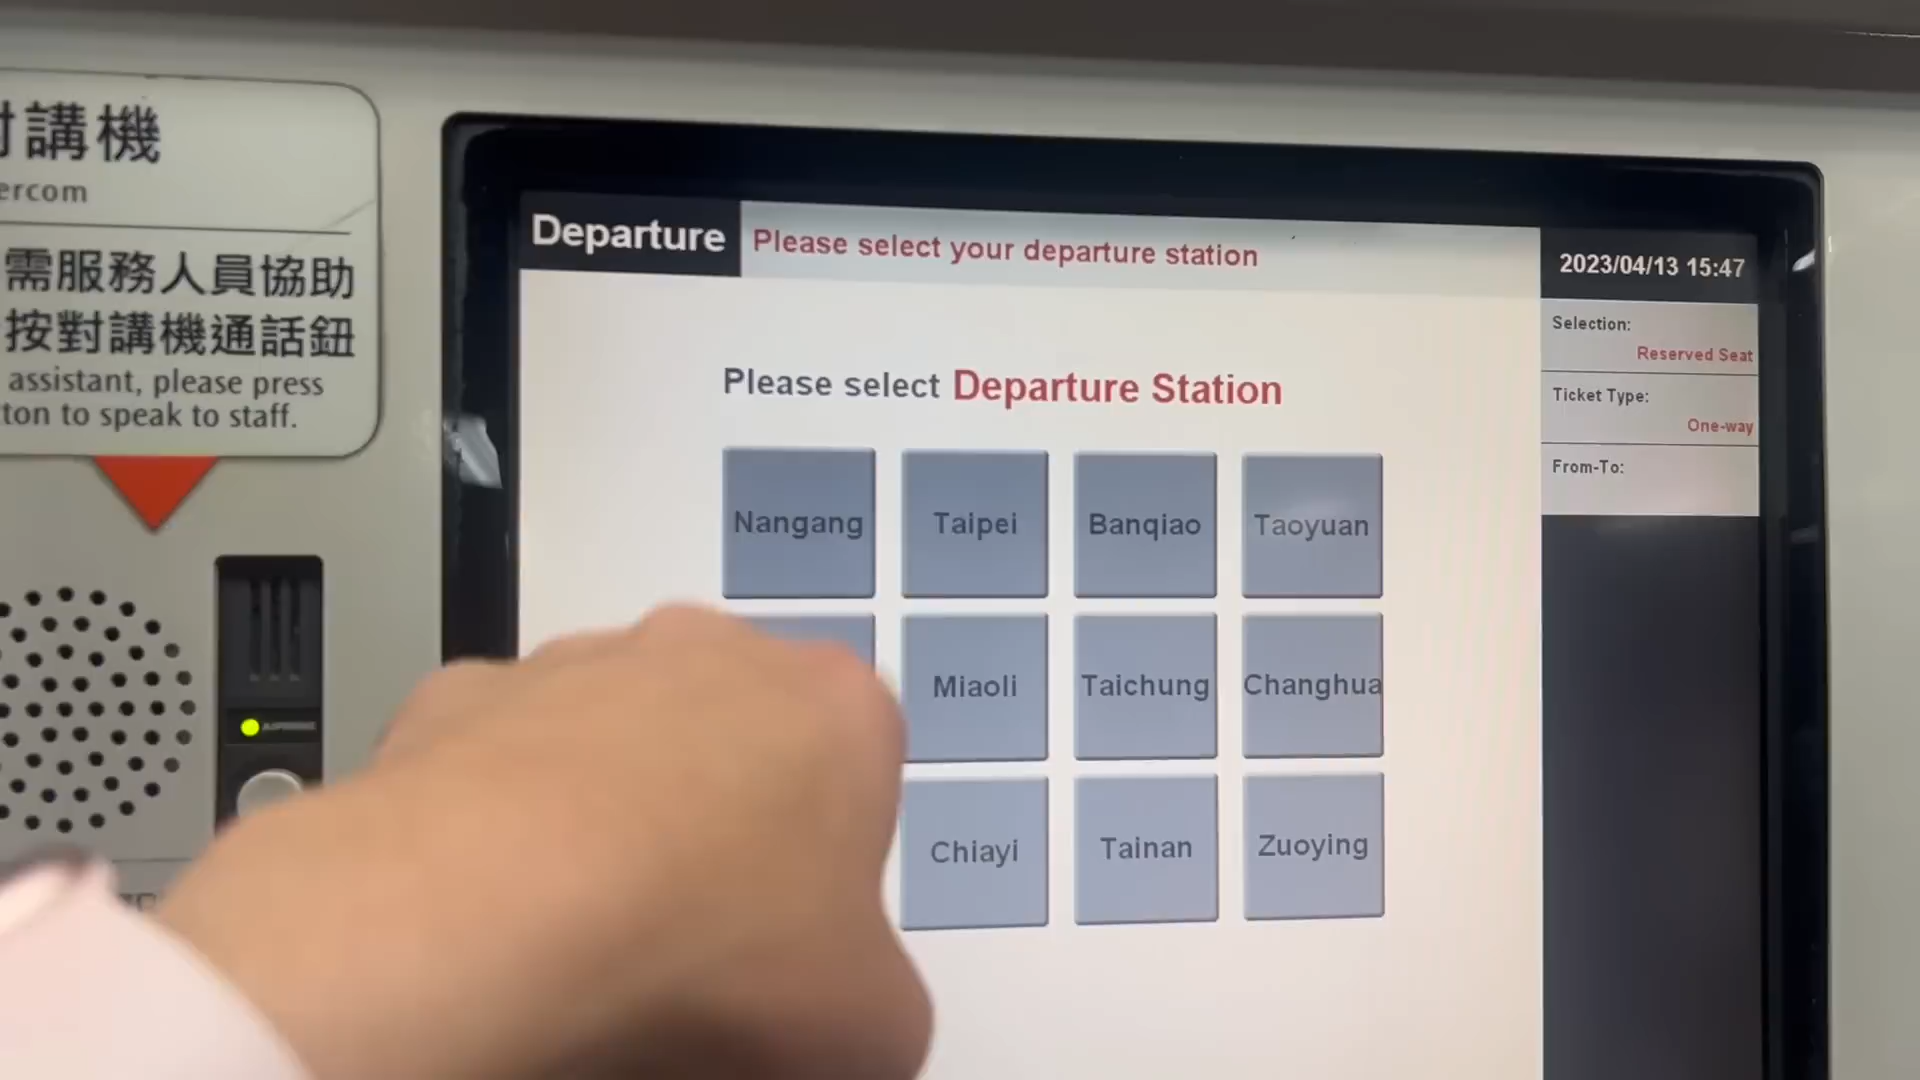 講機
ercom
需服務人員協助
按對講機通話鈕
assistant, please press
ton to speak to staff.
Departure
Please select your departure station
2023/04/13 15:47
Selection:
Reserved Seat
Ticket Type:
One-way
From-To:
Please select Departure Station
Nangang
Taipei
Banqiao
Taoyuan
Miaoli
Taichung
Changhua
Chiayi
Tainan
Zuoying